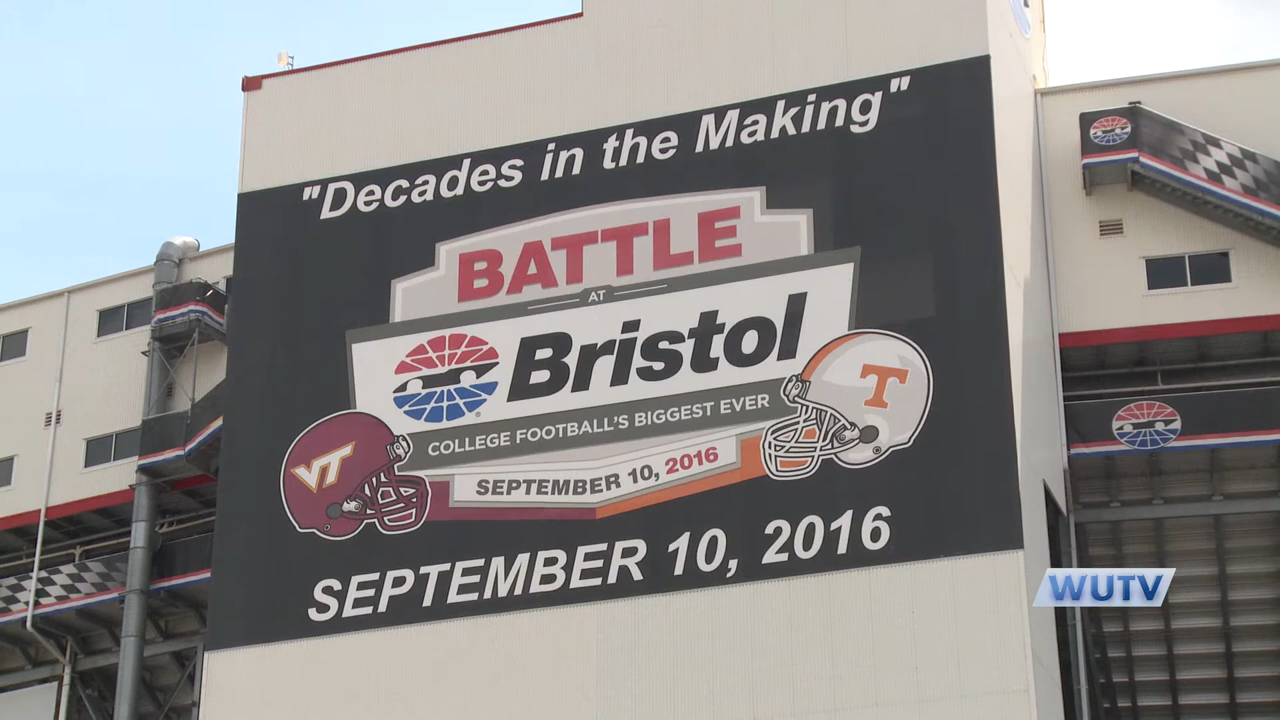 "Decades in the Making"
BATTLE
AT
Bristol
COLLEGE FOOTBALL'S BIGGEST EVER
SEPTEMBER 10, 2016
VT
T
SEPTEMBER 10, 2016
WUTV